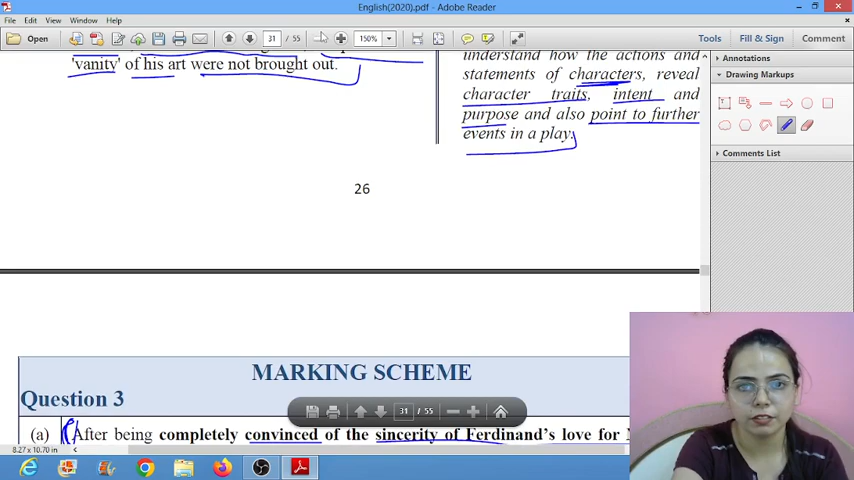 English(2020).pdf - Adobe Reader
File Edit View Window Help
Open 31 / 55 150% Tools Fill & Sign Comment
'vanity' of his art were not brought out.
understand how the actions and
statements of characters, reveal
character traits, intent and
purpose and also point to further
events in a play.
26
Annotations
Drawing Markups
Comments List
MARKING SCHEME
Question 3
31 / 55
(a) After being completely convinced of the sincerity of Ferdinand's love for
8.27 x 10.70 in